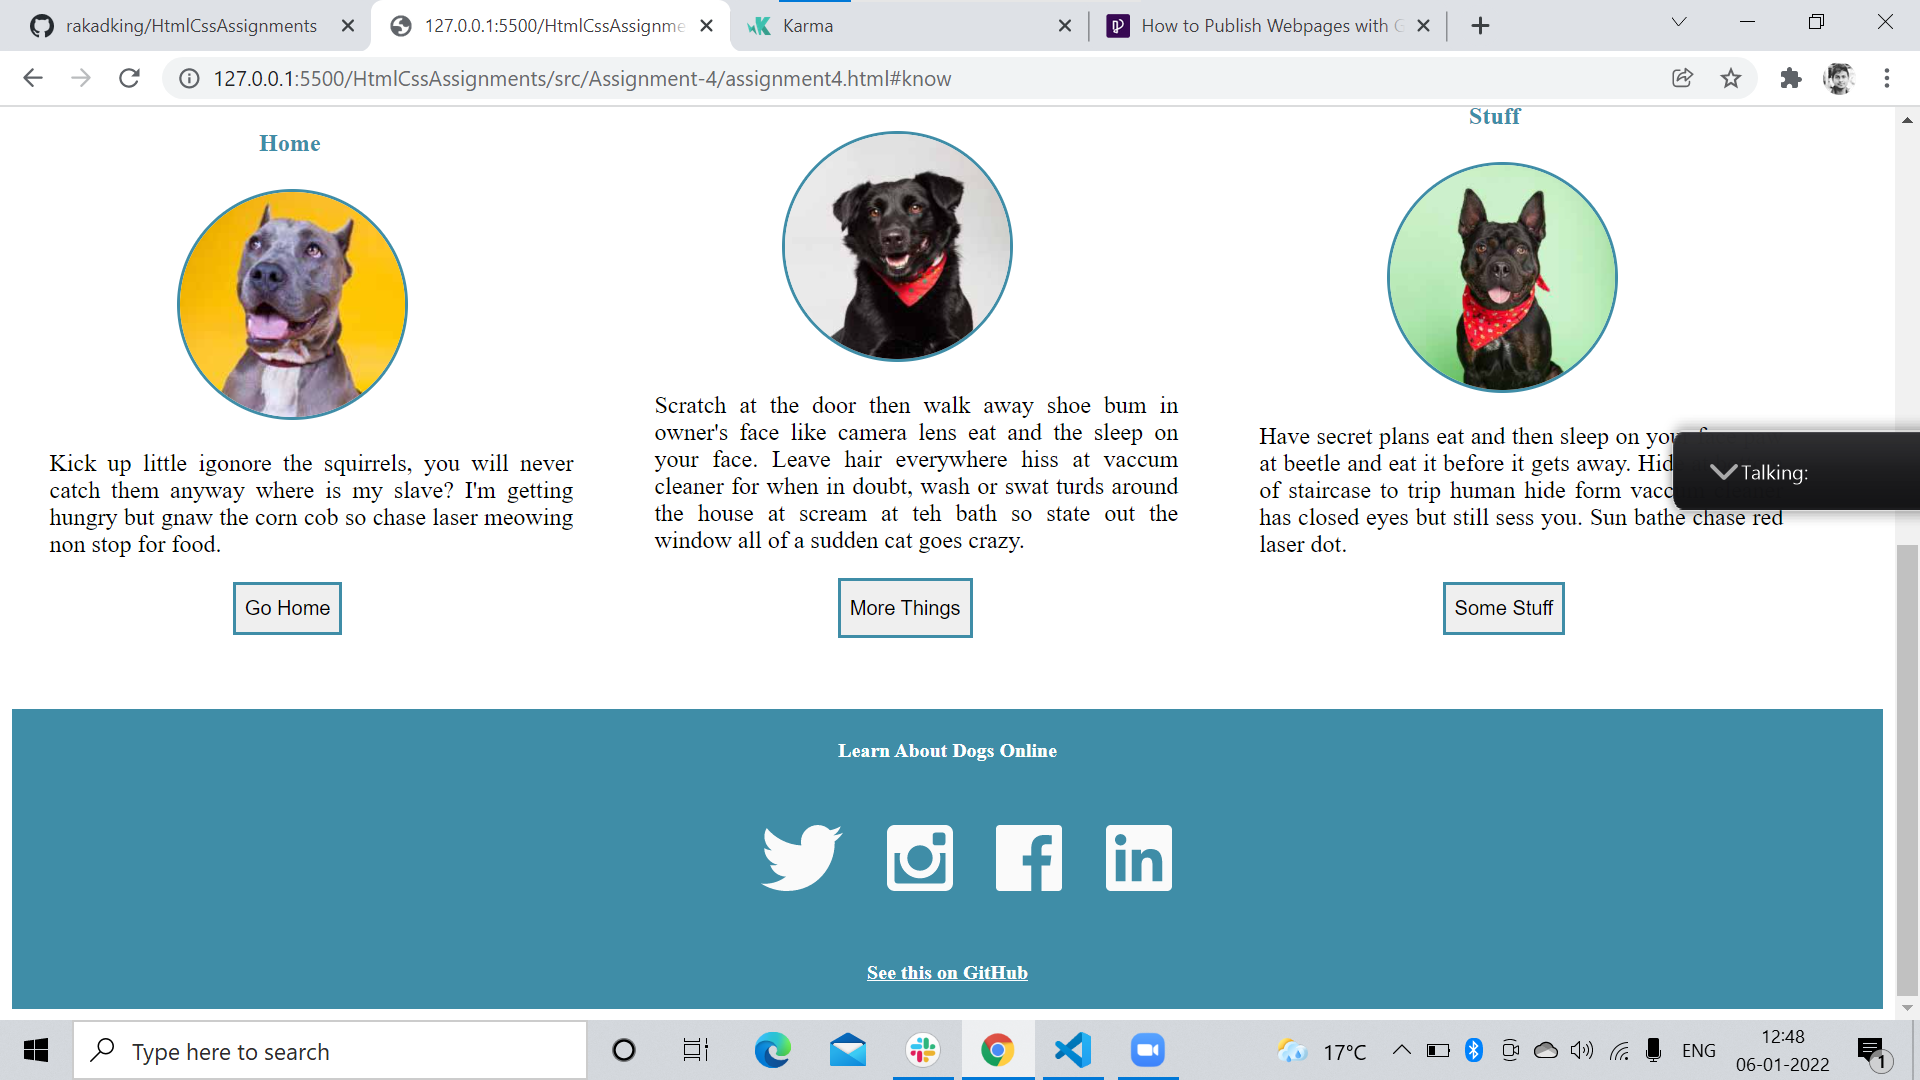 rakadking/HtmlCssAssignments
127.0.0.1:5500/HtmlCssAssignme
Karma
How to Publish Webpages with G
127.0.0.1:5500/HtmlCssAssignments/src/Assignment-4/assignment4.html#know
Home
Kick up little igonore the squirrels, you will never
catch them anyway where is my slave? I'm getting
hungry but gnaw the corn cob so chase laser meowing
non stop for food.
Go Home
Scratch at the door then walk away shoe bum in
owner's face like camera lens eat and the sleep on
your face. Leave hair everywhere hiss at vaccum
cleaner for when in doubt, wash or swat turds around
the house at scream at teh bath so state out the
window all of a sudden cat goes crazy.
More Things
Stuff
Have secret plans eat and then sleep on
at beetle and eat it before it gets away.
of staircase to trip human hide form
has closed eyes but still sess you. Sun bathe chase red
laser dot.
Some Stuff
Talking:
Learn About Dogs Online
See this on GitHub
Type here to search
17°C
ENG
12:48
06-01-2022
1